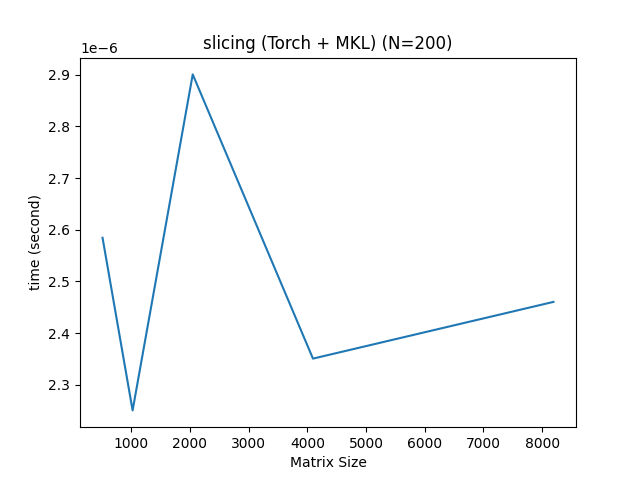 slicing (Torch + MKL) (N=200)
1e−6
2.9
2.8
2.7
2.6
2.5
2.4
2.3
time (second)
1000 2000 3000 4000 5000 6000 7000 8000
Matrix Size